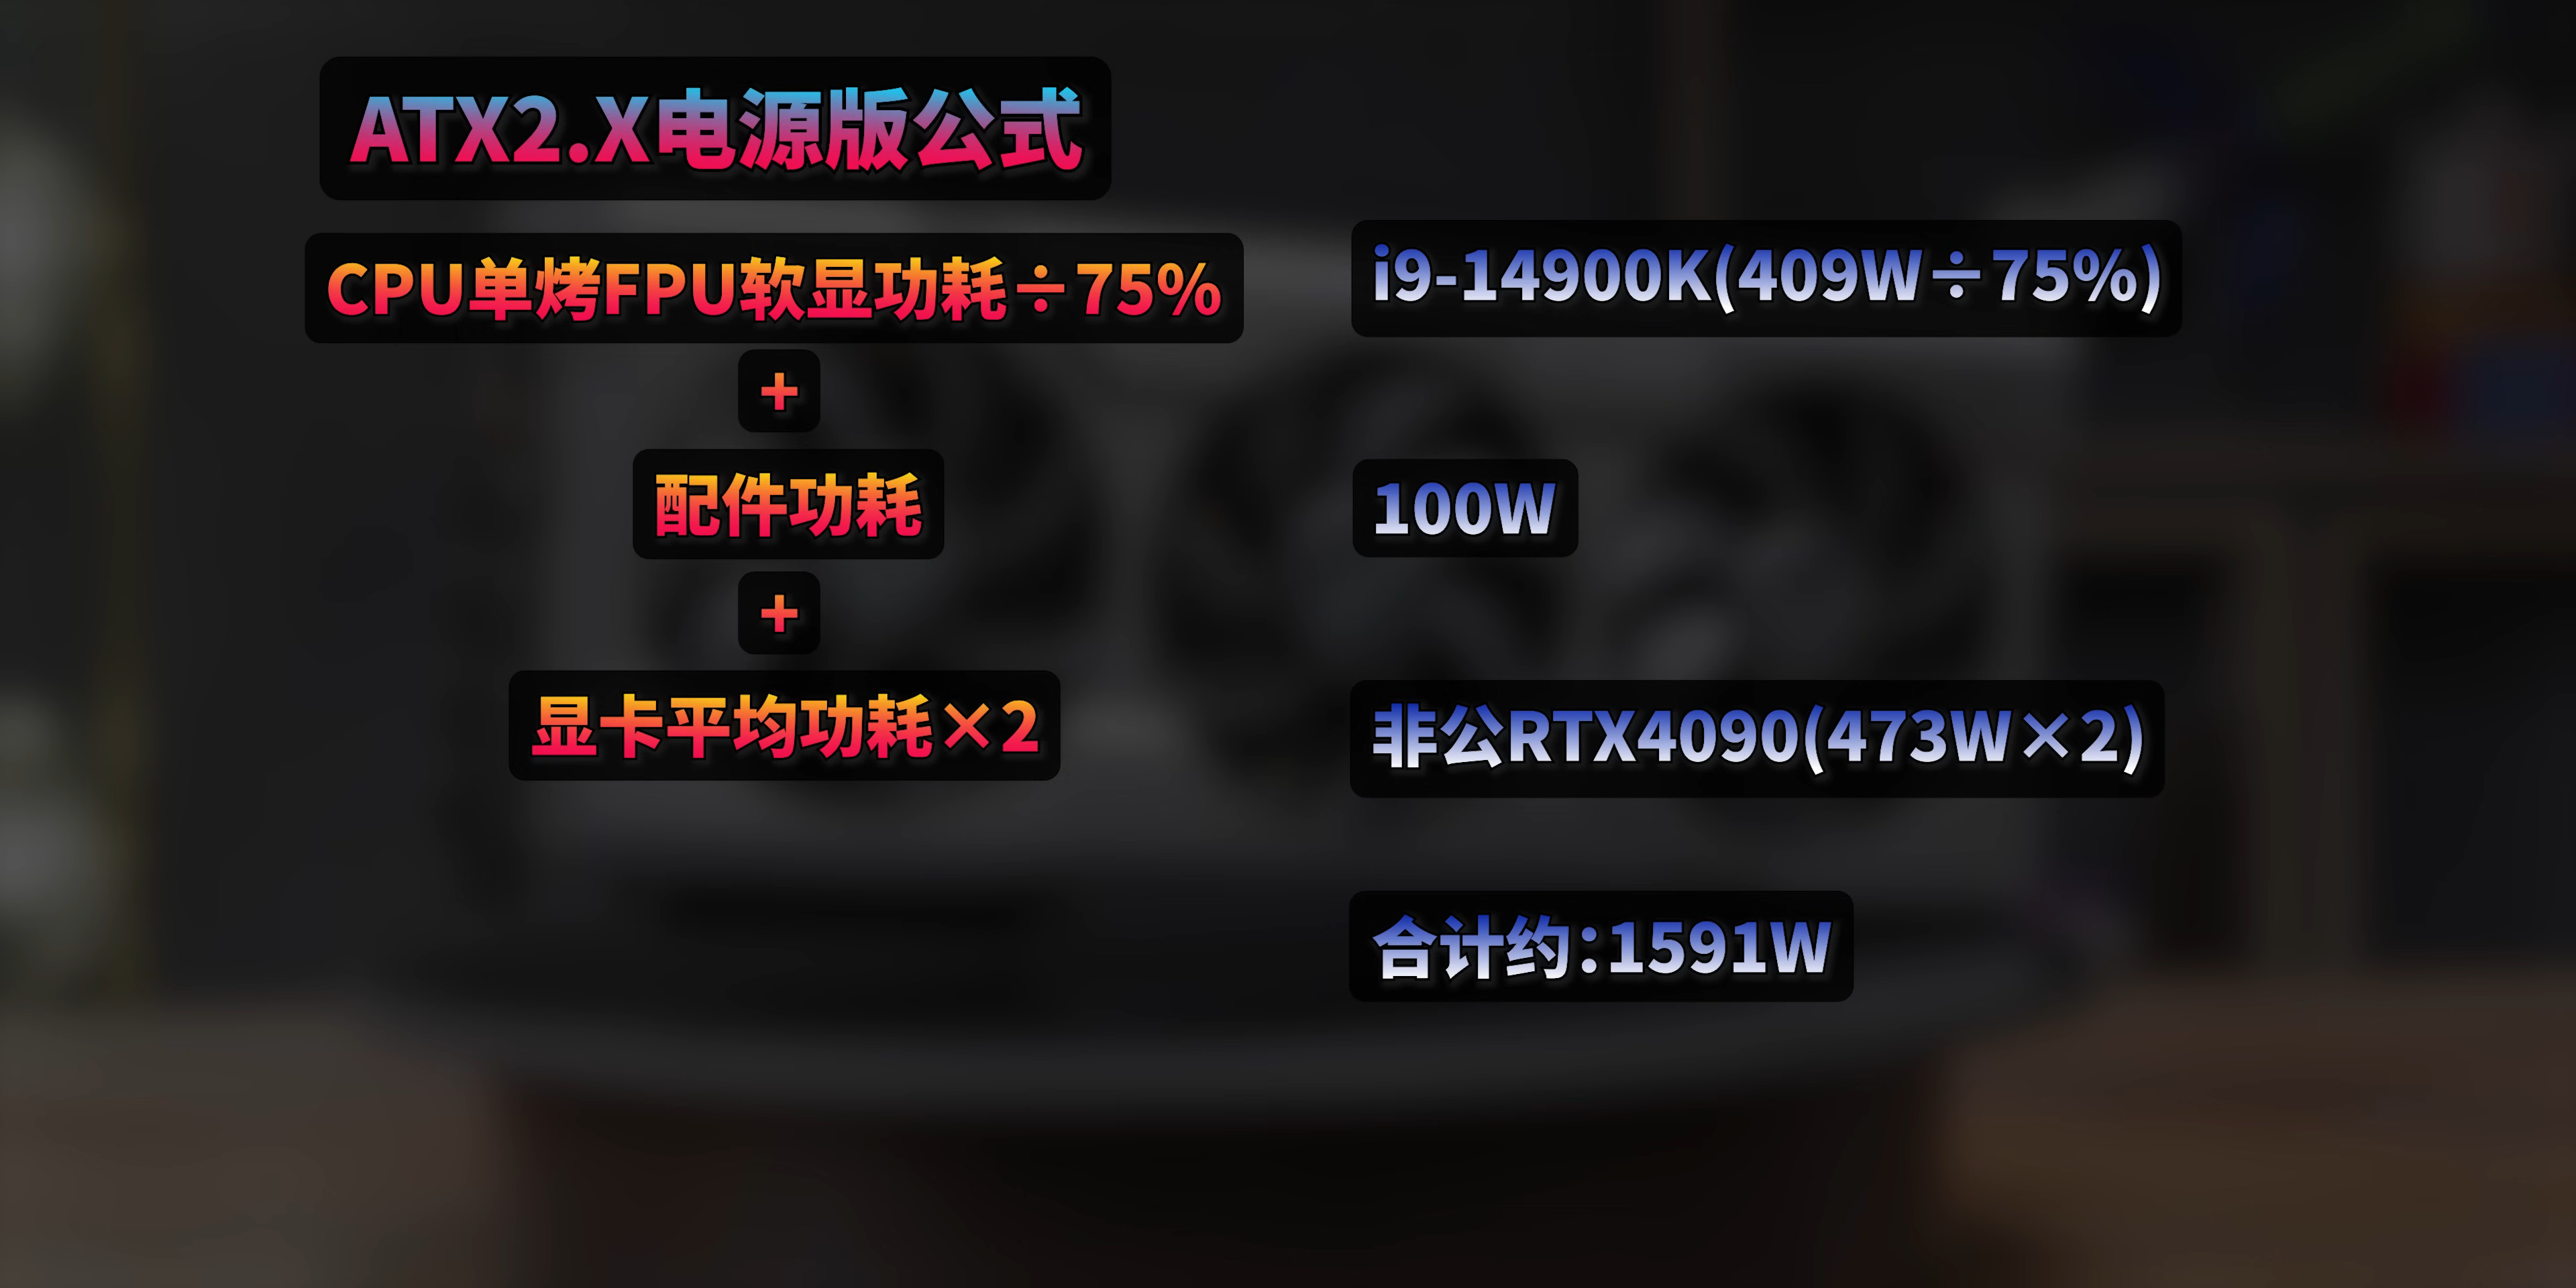 ATX2.X电源版公式
CPU单烤FPU软显功耗÷75%
+
配件功耗
+
显卡平均功耗×2
i9-14900K(409W÷75%)
100W
非公RTX4090(473W×2)
合计约:1591W